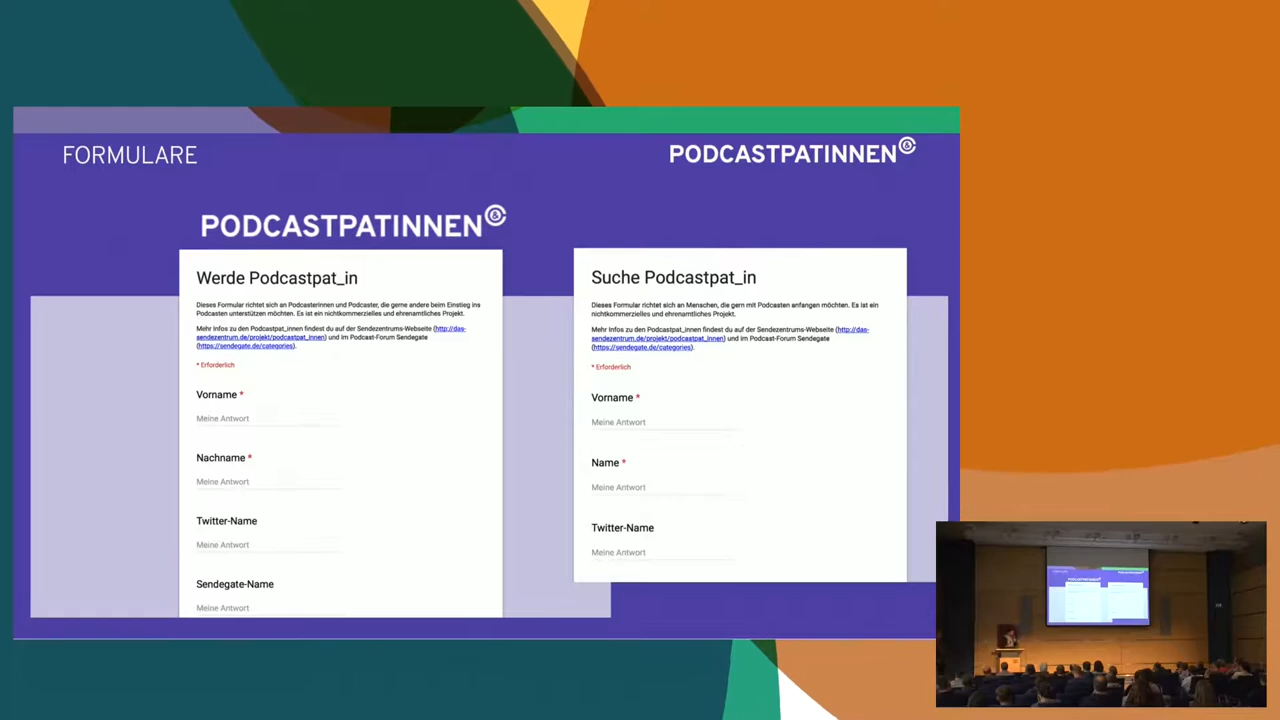 FORMULARE
PODCASTPATINNEN
PODCASTPATINNEN
Werde Podcastpat_in
Dieses Formular richtet sich an Podcasterinnen und Podcaster, die gerne andere beim Einstieg ins
Podcasten unterstützen möchten. Es ist ein nichtkommerzielles und ehrenamtliches Projekt.
Mehr Infos zu den Podcastpat_innen findest du auf der Sendezentrums-Webseite (http://das-
sendezentrum.de/projekt/podcastpat_innen) und im Podcast-Forum Sendegate
(https://sendegate.de/categories).
* Erforderlich
Vorname *
Meine Antwort
Nachname *
Meine Antwort
Twitter-Name
Meine Antwort
Sendegate-Name
Meine Antwort
Suche Podcastpat_in
Dieses Formular richtet sich an Menschen, die gern mit Podcasten anfangen möchten. Es ist ein
nichtkommerzielles und ehrenamtliches Projekt.
Mehr Infos zu den Podcastpat_innen findest du auf der Sendezentrums-Webseite (http://das-
sendezentrum.de/projekt/podcastpat_innen) und im Podcast-Forum Sendegate
(https://sendegate.de/categories).
* Erforderlich
Vorname *
Meine Antwort
Name *
Meine Antwort
Twitter-Name
Meine Antwort